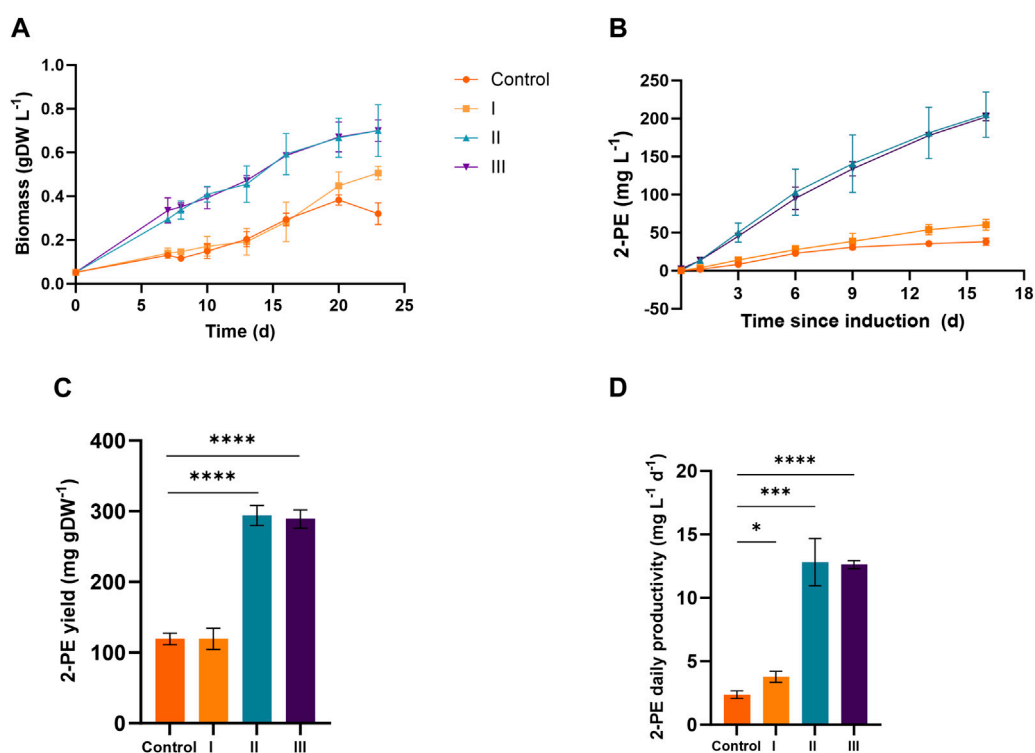 A
Biomass (gDW L⁻¹)
1.0
0.8
0.6
0.4
0.2
0.0
0 5 10 15 20 25
Time (d)
Control
I
II
III
B
2-PE (mg L⁻¹)
250
200
150
100
50
0
-50
3 6 9 12 15 18
Time since induction (d)
C
2-PE yield (mg gDW⁻¹)
400
300
200
100
0
****
****
Control I II III
D
2-PE daily productivity (mg L⁻¹ d⁻¹)
20
15
10
5
0
****
***
*
Control I II III